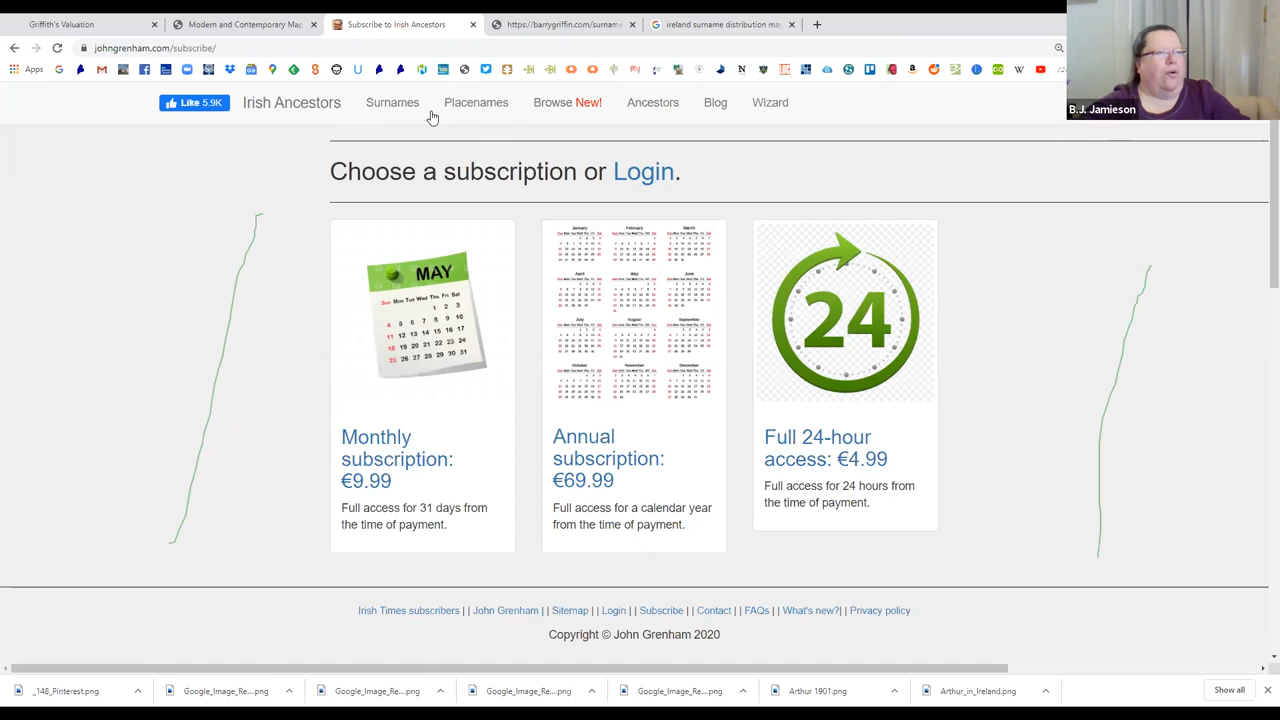 Griffith's Valuation
Modern and Contemporary Map
Subscribe to Irish Ancestors
https://barrygriffin.com/surname
ireland surname distribution ma
johngrenham.com/subscribe/
Apps
Like 5.9K
Irish Ancestors
Surnames
Placenames
Browse New!
Ancestors
Blog
Wizard
B.J. Jamieson
Choose a subscription or Login.
MAY
24
Monthly subscription: €9.99
Full access for 31 days from the time of payment.
Annual subscription: €69.99
Full access for a calendar year from the time of payment.
Full 24-hour access: €4.99
Full access for 24 hours from the time of payment.
Irish Times subscribers | | John Grenham | | Sitemap | | Login | | Subscribe | | Contact | | FAQs | | What's new?| | Privacy policy
Copyright © John Grenham 2020
_148_Pinterest.png
Google_Image_Re....png
Google_Image_Re....png
Google_Image_Re....png
Google_Image_Re....png
Arthur 1901.png
Arthur_in_Ireland.png
Show all